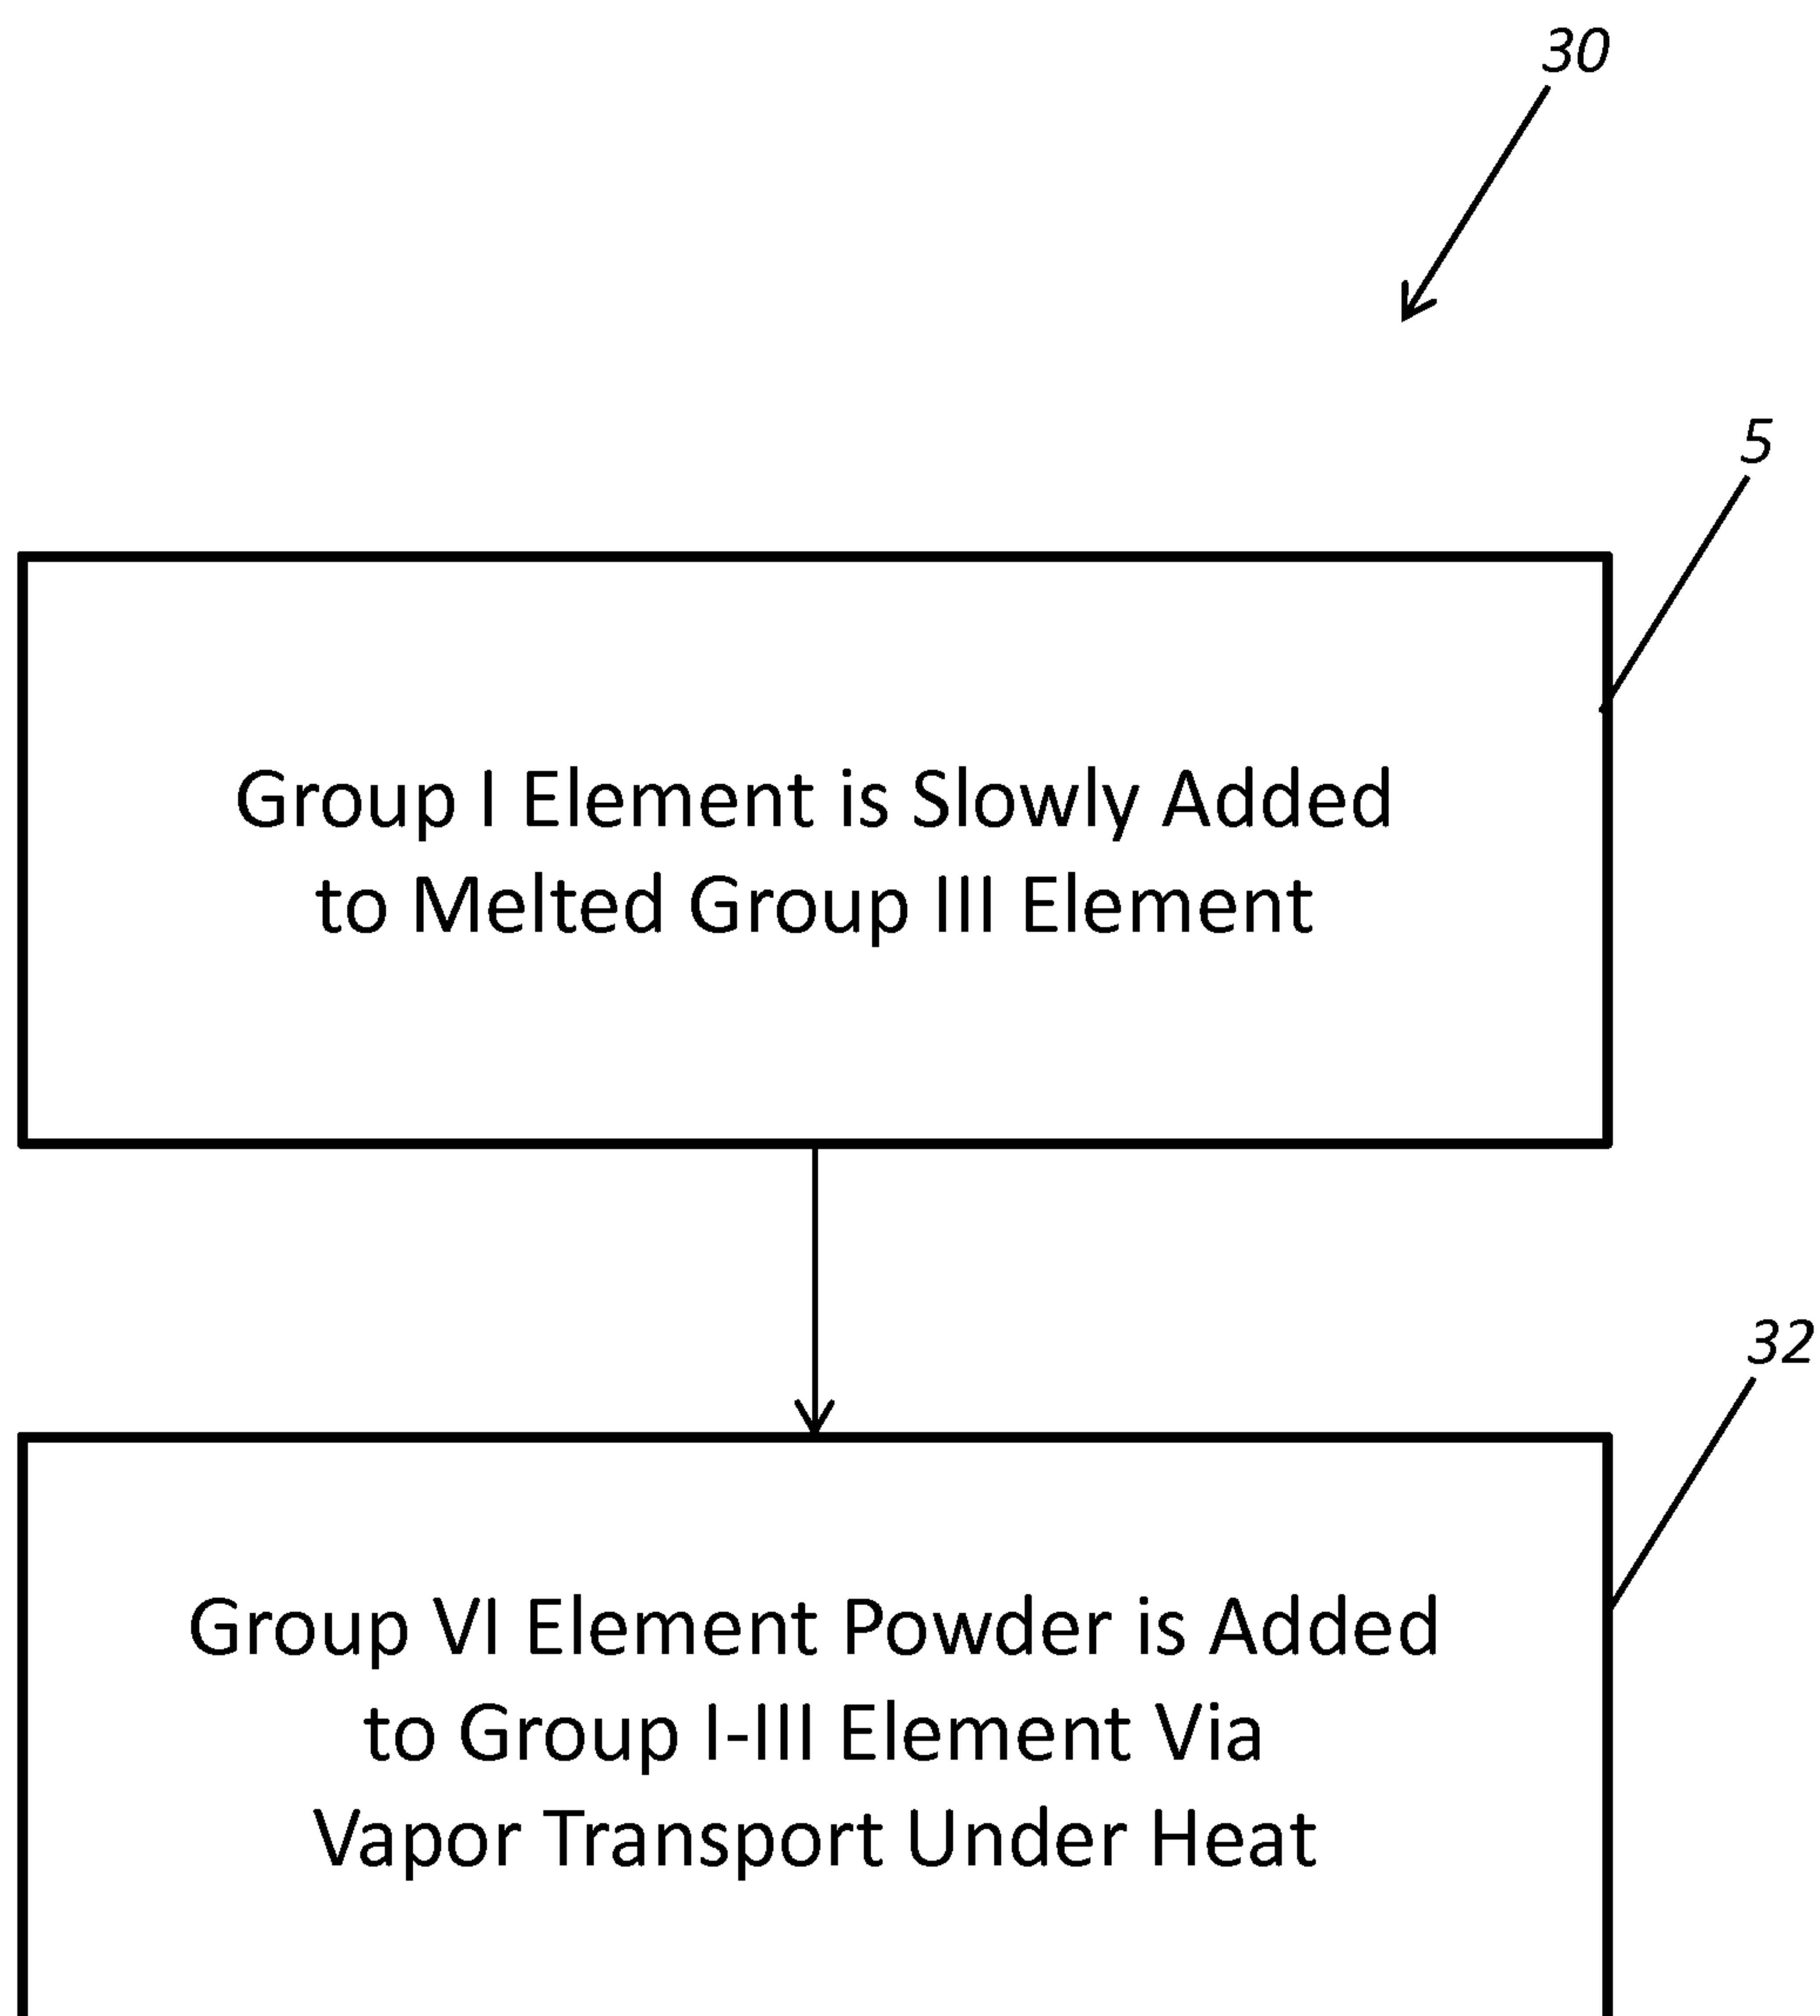 30
5
Group I Element is Slowly Added
to Melted Group III Element
32
Group VI Element Powder is Added
to Group I-III Element Via
Vapor Transport Under Heat